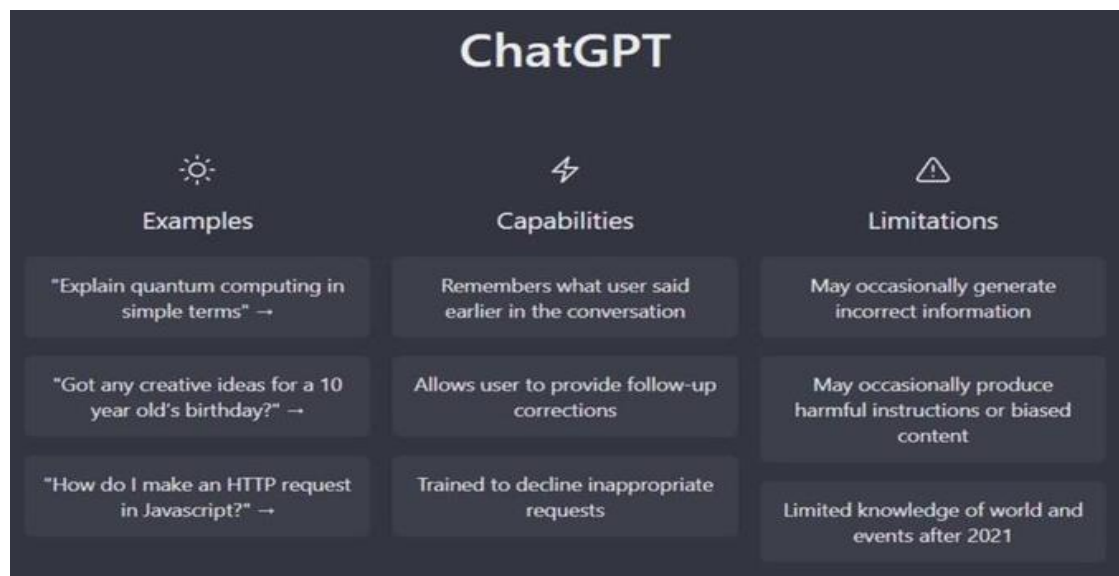 ChatGPT
Examples
"Explain quantum computing in
simple terms" →
"Got any creative ideas for a 10
year old's birthday?" →
"How do I make an HTTP request
in Javascript?" →
Capabilities
Remembers what user said
earlier in the conversation
Allows user to provide follow-up
corrections
Trained to decline inappropriate
requests
Limitations
May occasionally generate
incorrect information
May occasionally produce
harmful instructions or biased
content
Limited knowledge of world and
events after 2021